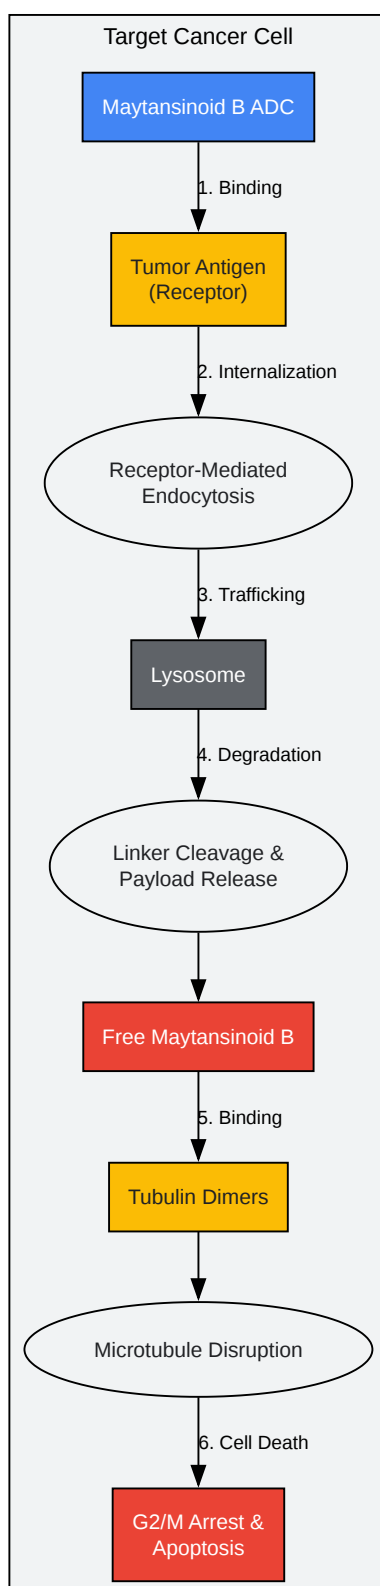 Target Cancer Cell
Maytansinoid B ADC
1. Binding
Tumor Antigen
(Receptor)
2. Internalization
Receptor-Mediated
Endocytosis
3. Trafficking
Lysosome
4. Degradation
Linker Cleavage &
Payload Release
Free Maytansinoid B
5. Binding
Tubulin Dimers
Microtubule Disruption
6. Cell Death
G2/M Arrest &
Apoptosis